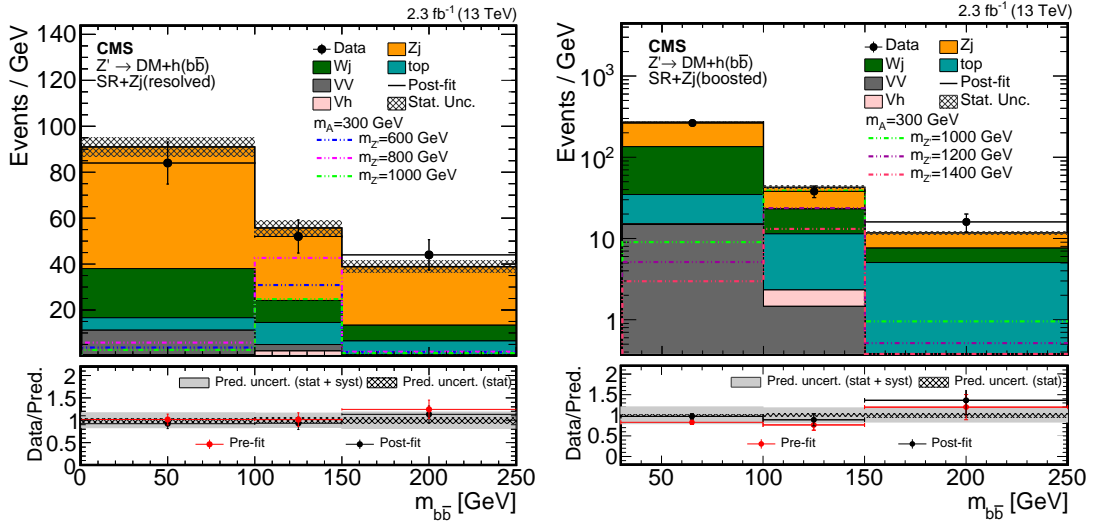 2.3 fb⁻¹ (13 TeV)
Events / GeV
140
120
100
80
60
40
20
CMS
Z' → DM+h(bb̅)
SR+Zj(resolved)
Data
Zj
Wj
top
VV
Post-fit
Vh
Stat. Unc.
m_A=300 GeV
m_Z'=600 GeV
m_Z'=800 GeV
m_Z'=1000 GeV
Data/Pred.
2
1.5
1
0.5
0
Pred. uncert. (stat + syst)
Pred. uncert. (stat)
Pre-fit
Post-fit
0 50 100 150 200 250
m_bb̅ [GeV]
2.3 fb⁻¹ (13 TeV)
Events / GeV
10³
10²
10
1
CMS
Z' → DM+h(bb̅)
SR+Zj(boosted)
Data
Zj
Wj
top
VV
Post-fit
Vh
Stat. Unc.
m_A=300 GeV
m_Z'=1000 GeV
m_Z'=1200 GeV
m_Z'=1400 GeV
Data/Pred.
2
1.5
1
0.5
0
Pred. uncert. (stat + syst)
Pred. uncert. (stat)
Pre-fit
Post-fit
50 100 150 200 250
m_bb̅ [GeV]